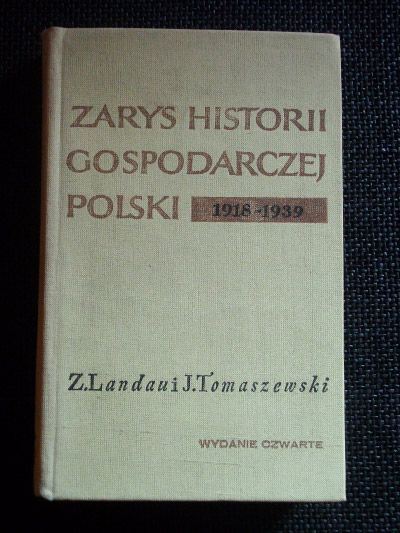 ZARYS HISTORII
GOSPODARCZEJ
POLSKI 1918-1939
Z. Landau i J. Tomaszewski
WYDANIE CZWARTE